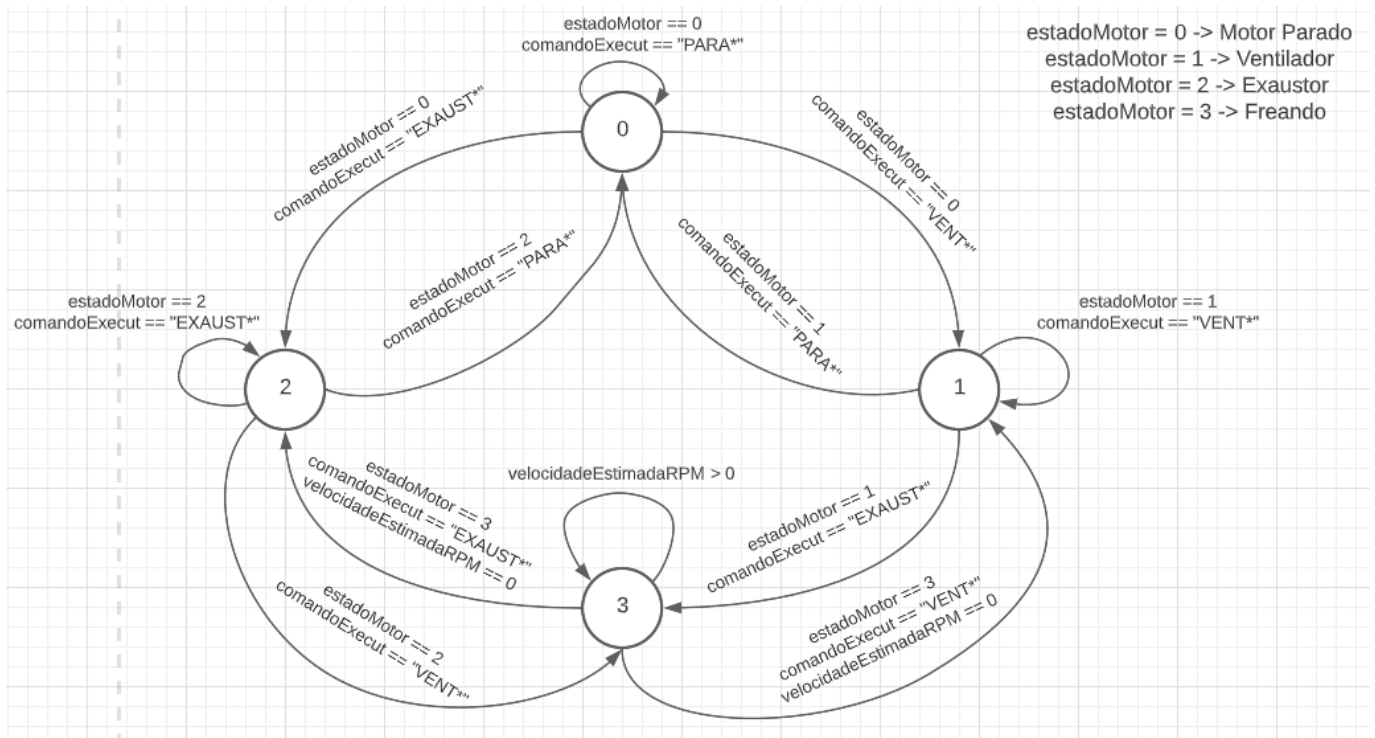 estadoMotor == 0
comandoExecut == "PARA*"
estadoMotor = 0 -> Motor Parado
estadoMotor = 1 -> Ventilador
estadoMotor = 2 -> Exaustor
estadoMotor = 3 -> Freando
estadoMotor == 0
comandoExecut == "EXAUST*"
0
estadoMotor == 0
comandoExecut == "VENT*"
estadoMotor == 2
comandoExecut == "PARA*"
estadoMotor == 1
comandoExecut == "PARA*"
estadoMotor == 2
comandoExecut == "EXAUST*"
estadoMotor == 1
comandoExecut == "VENT*"
2
1
estadoMotor == 3
comandoExecut == "EXAUST*"
velocidadeEstimadaRPM == 0
velocidadeEstimadaRPM > 0
estadoMotor == 1
comandoExecut == "EXAUST*"
3
estadoMotor == 2
comandoExecut == "VENT*"
estadoMotor == 3
comandoExecut == "VENT*"
velocidadeEstimadaRPM == 0